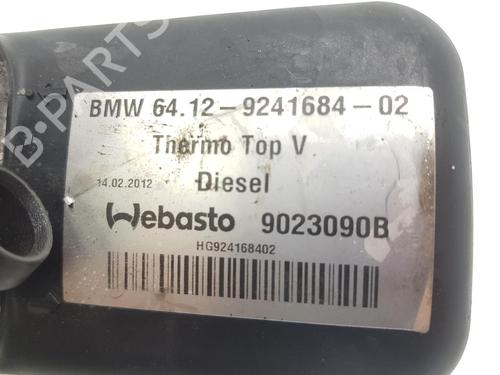 BMW 64.12-9241684-02
Thermo Top V
14.02.2012 Diesel
Webasto 9023090B
HG924168402
B-PARTS